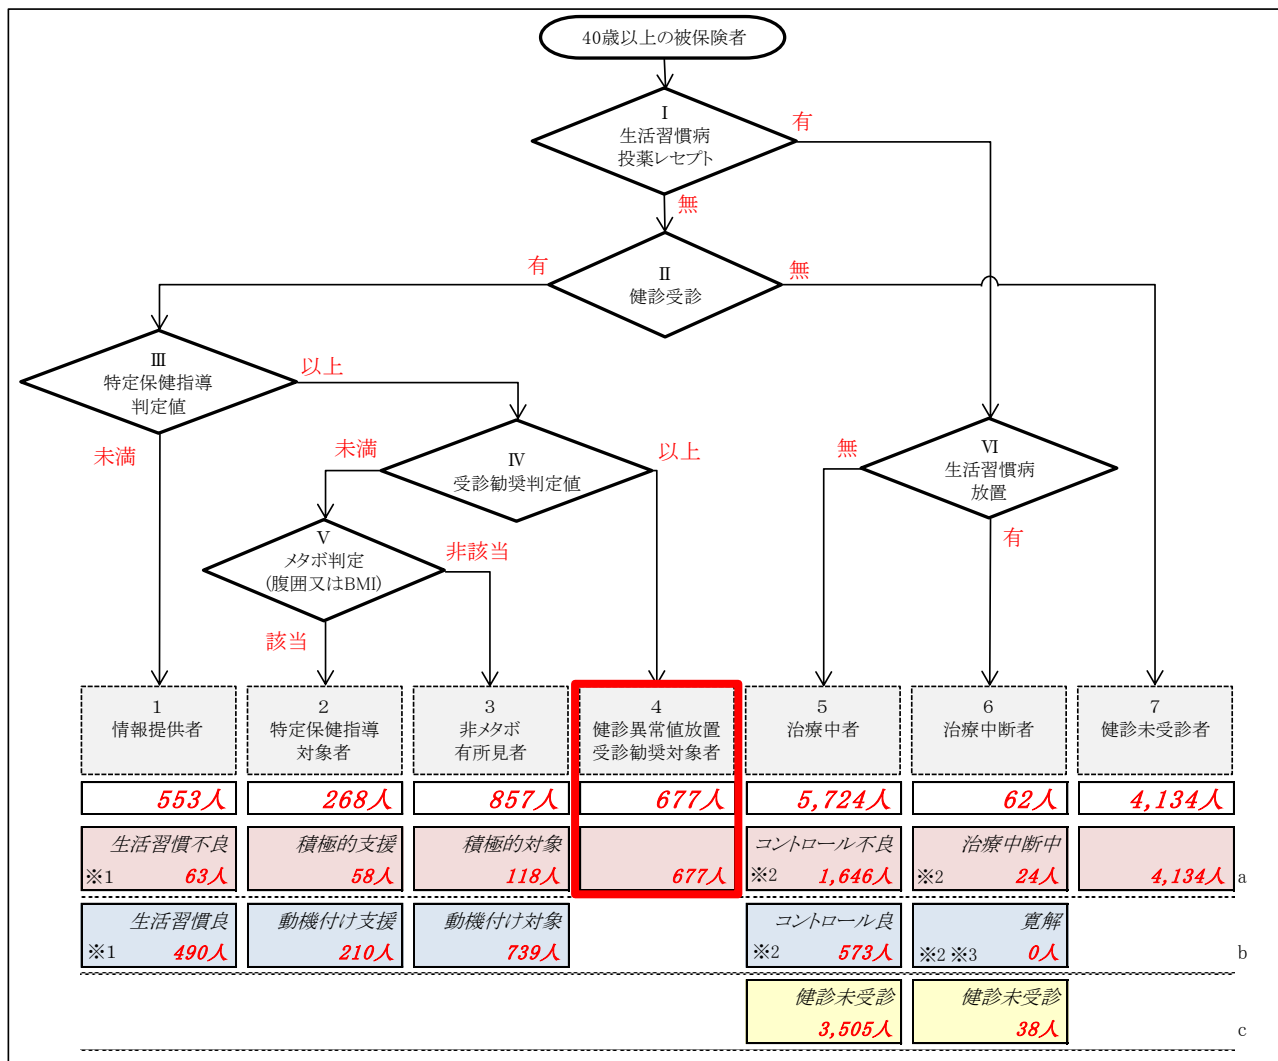 40歳以上の被保険者
Ⅰ
生活習慣病
投薬レセプト
有
無
Ⅱ
健診受診
有
無
Ⅲ
特定保健指導
判定値
以上
未満
Ⅳ
受診勧奨判定値
未満
以上
Ⅵ
生活習慣病
放置
無
有
Ⅴ
メタボ判定
(腹囲又はBMI)
非該当
該当
1
情報提供者
2
特定保健指導
対象者
3
非メタボ
有所見者
4
健診異常値放置
受診勧奨対象者
5
治療中者
6
治療中断者
7
健診未受診者
553人
268人
857人
677人
5,724人
62人
4,134人
生活習慣不良
※1 63人
積極的支援
58人
積極的対象
118人
677人
コントロール不良
※2 1,646人
治療中断中
※2 24人
4,134人
a
生活習慣良
※1 490人
動機付け支援
210人
動機付け対象
739人
コントロール良
※2 573人
寛解
※2 ※3 0人
b
健診未受診
3,505人
健診未受診
38人
c